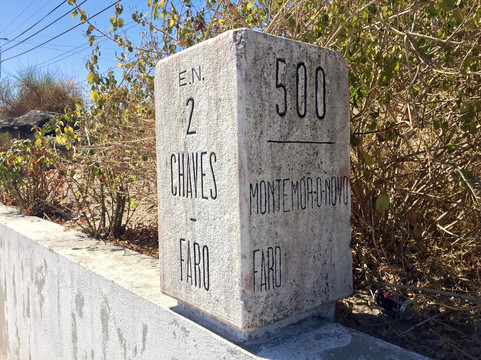 E.N.
2
CHAVES
-
FARO
500
MONTEMOR-O-NOVO
FARO